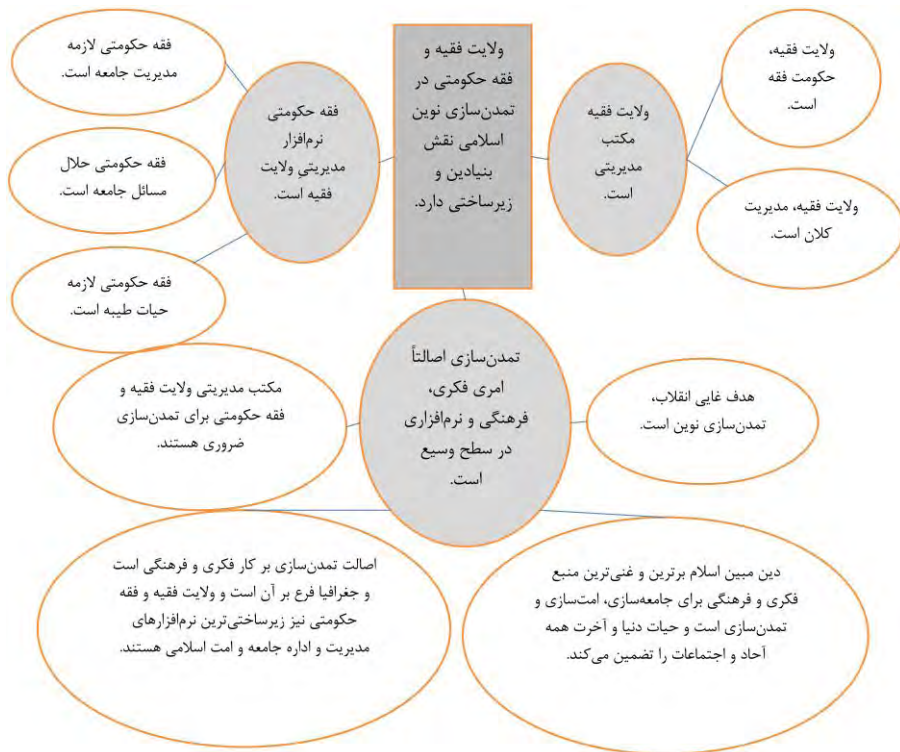 ولایت فقیه و
فقه حکومتی در
تمدن‌سازی نوین
اسلامی نقش
بنیادین و
زیرساختی دارد.
ولایت فقیه
مکتب
مدیریتی
است.
ولایت فقیه،
حکومت فقه
است.
ولایت فقیه، مدیریت
کلان است.
فقه حکومتی
نرم‌افزار
مدیریتیِ ولایت
فقیه است.
فقه حکومتی لازمه
مدیریت جامعه است.
فقه حکومتی حلال
مسائل جامعه است.
فقه حکومتی لازمه
حیات طیبه است.
تمدن‌سازی اصالتاً
امری فکری،
فرهنگی و نرم‌افزاری
در سطح وسیع
است.
هدف غایی انقلاب،
تمدن‌سازی نوین است.
مکتب مدیریتی ولایت فقیه و
فقه حکومتی برای تمدن‌سازی
ضروری هستند.
دین مبین اسلام برترین و غنی‌ترین منبع
فکری و فرهنگی برای جامعه‌سازی، امت‌سازی و
تمدن‌سازی است و حیات دنیا و آخرت همه
آحاد و اجتماعات را تضمین می‌کند.
اصالت تمدن‌سازی بر کار فکری و فرهنگی است
و جغرافیا فرع بر آن است و ولایت فقیه و فقه
حکومتی نیز زیرساختی‌ترین نرم‌افزارهای
مدیریت و اداره جامعه و امت اسلامی هستند.